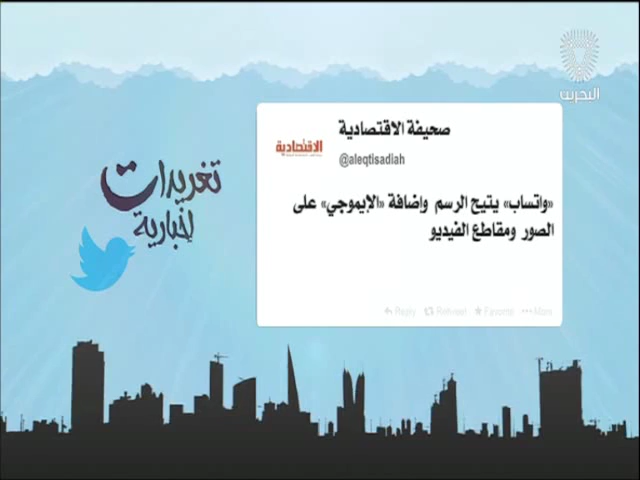 البحرين
صحيفة الاقتصادية
الاقتصادية
@aleqtisadiah
تغريدات
إخبارية
«واتساب» يتيح الرسم واضافة «الإيموجي» على
الصور ومقاطع الفيديو
Reply Retweet Favorite More